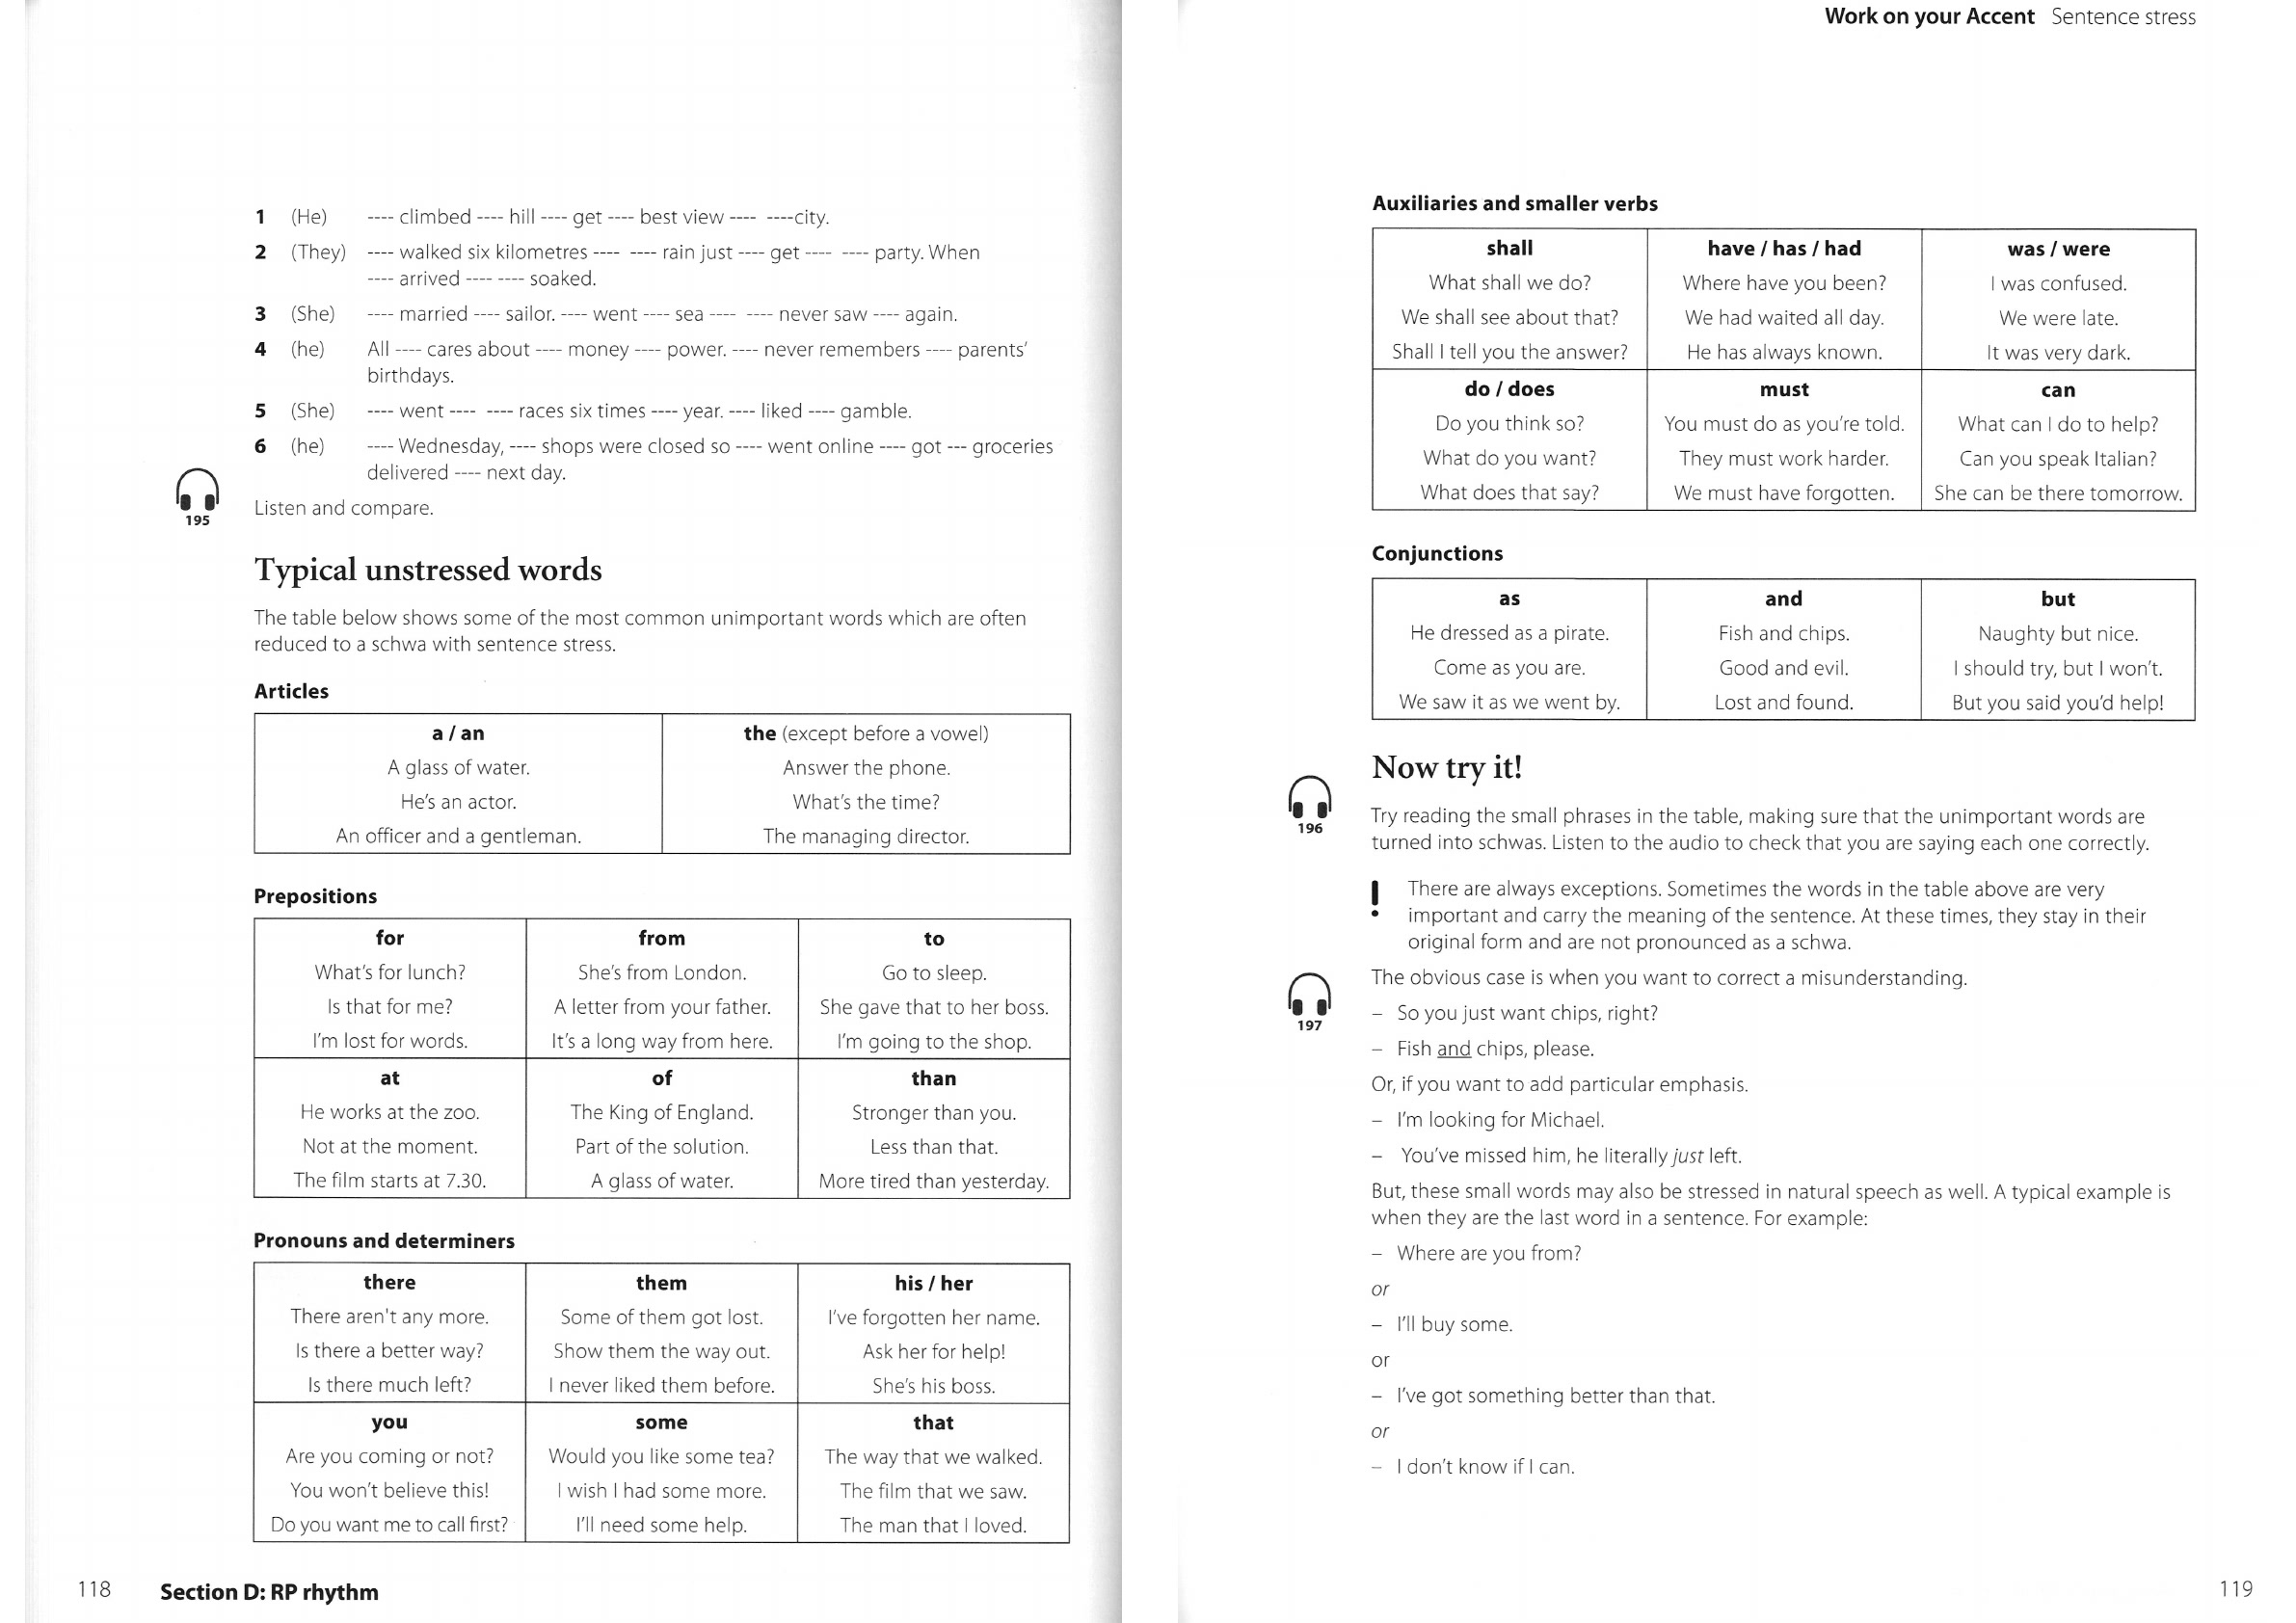 1 (He) ---- climbed ---- hill ---- get ---- best view ---- ----city.
2 (They) ---- walked six kilometres ---- ---- rain just ---- get ---- ---- party. When
---- arrived ---- ---- soaked.
3 (She) ---- married ---- sailor. ---- went ---- sea ---- ---- never saw ---- again.
4 (he) All ---- cares about ---- money ---- power. ---- never remembers ---- parents'
birthdays.
5 (She) ---- went ---- ---- races six times ---- year. ---- liked ---- gamble.
6 (he) ---- Wednesday, ---- shops were closed so ---- went online ---- got --- groceries
delivered ---- next day.
195
Listen and compare.
Typical unstressed words
The table below shows some of the most common unimportant words which are often
reduced to a schwa with sentence stress.
Articles
a / an the (except before a vowel)
A glass of water. Answer the phone.
He's an actor. What's the time?
An officer and a gentleman. The managing director.
Prepositions
for from to
What's for lunch? She's from London. Go to sleep.
Is that for me? A letter from your father. She gave that to her boss.
I'm lost for words. It's a long way from here. I'm going to the shop.
at of than
He works at the zoo. The King of England. Stronger than you.
Not at the moment. Part of the solution. Less than that.
The film starts at 7.30. A glass of water. More tired than yesterday.
Pronouns and determiners
there them his / her
There aren't any more. Some of them got lost. I've forgotten her name.
Is there a better way? Show them the way out. Ask her for help!
Is there much left? I never liked them before. She's his boss.
you some that
Are you coming or not? Would you like some tea? The way that we walked.
You won't believe this! I wish I had some more. The film that we saw.
Do you want me to call first? I'll need some help. The man that I loved.
118 Section D: RP rhythm
Work on your Accent Sentence stress
Auxiliaries and smaller verbs
shall have / has / had was / were
What shall we do? Where have you been? I was confused.
We shall see about that? We had waited all day. We were late.
Shall I tell you the answer? He has always known. It was very dark.
do / does must can
Do you think so? You must do as you're told. What can I do to help?
What do you want? They must work harder. Can you speak Italian?
What does that say? We must have forgotten. She can be there tomorrow.
Conjunctions
as and but
He dressed as a pirate. Fish and chips. Naughty but nice.
Come as you are. Good and evil. I should try, but I won't.
We saw it as we went by. Lost and found. But you said you'd help!
Now try it!
196
Try reading the small phrases in the table, making sure that the unimportant words are
turned into schwas. Listen to the audio to check that you are saying each one correctly.
! There are always exceptions. Sometimes the words in the table above are very
important and carry the meaning of the sentence. At these times, they stay in their
original form and are not pronounced as a schwa.
197
The obvious case is when you want to correct a misunderstanding.
– So you just want chips, right?
– Fish and chips, please.
Or, if you want to add particular emphasis.
– I'm looking for Michael.
– You've missed him, he literally just left.
But, these small words may also be stressed in natural speech as well. A typical example is
when they are the last word in a sentence. For example:
– Where are you from?
or
– I'll buy some.
or
– I've got something better than that.
or
– I don't know if I can.
119